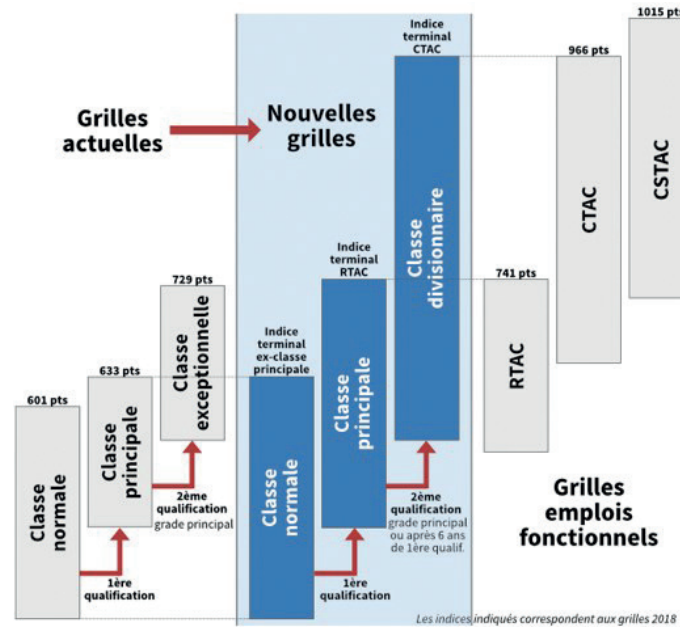 1015 pts
Indice
terminal
CTAC
966 pts
Grilles
actuelles
Nouvelles
grilles
CSTAC
CTAC
Classe
divisionnaire
Indice
terminal
RTAC
741 pts
729 pts
Classe
exceptionnelle
Indice
terminal
ex-classe
principale
633 pts
601 pts
Classe
principale
Classe
principale
RTAC
Classe
normale
Classe
normale
2ème
qualification
grade principal
2ème
qualification
grade principal
ou après 6 ans
de 1ère qualif.
Grilles
emplois
fonctionnels
1ère
qualification
1ère
qualification
Les indices indiqués correspondent aux grilles 2018